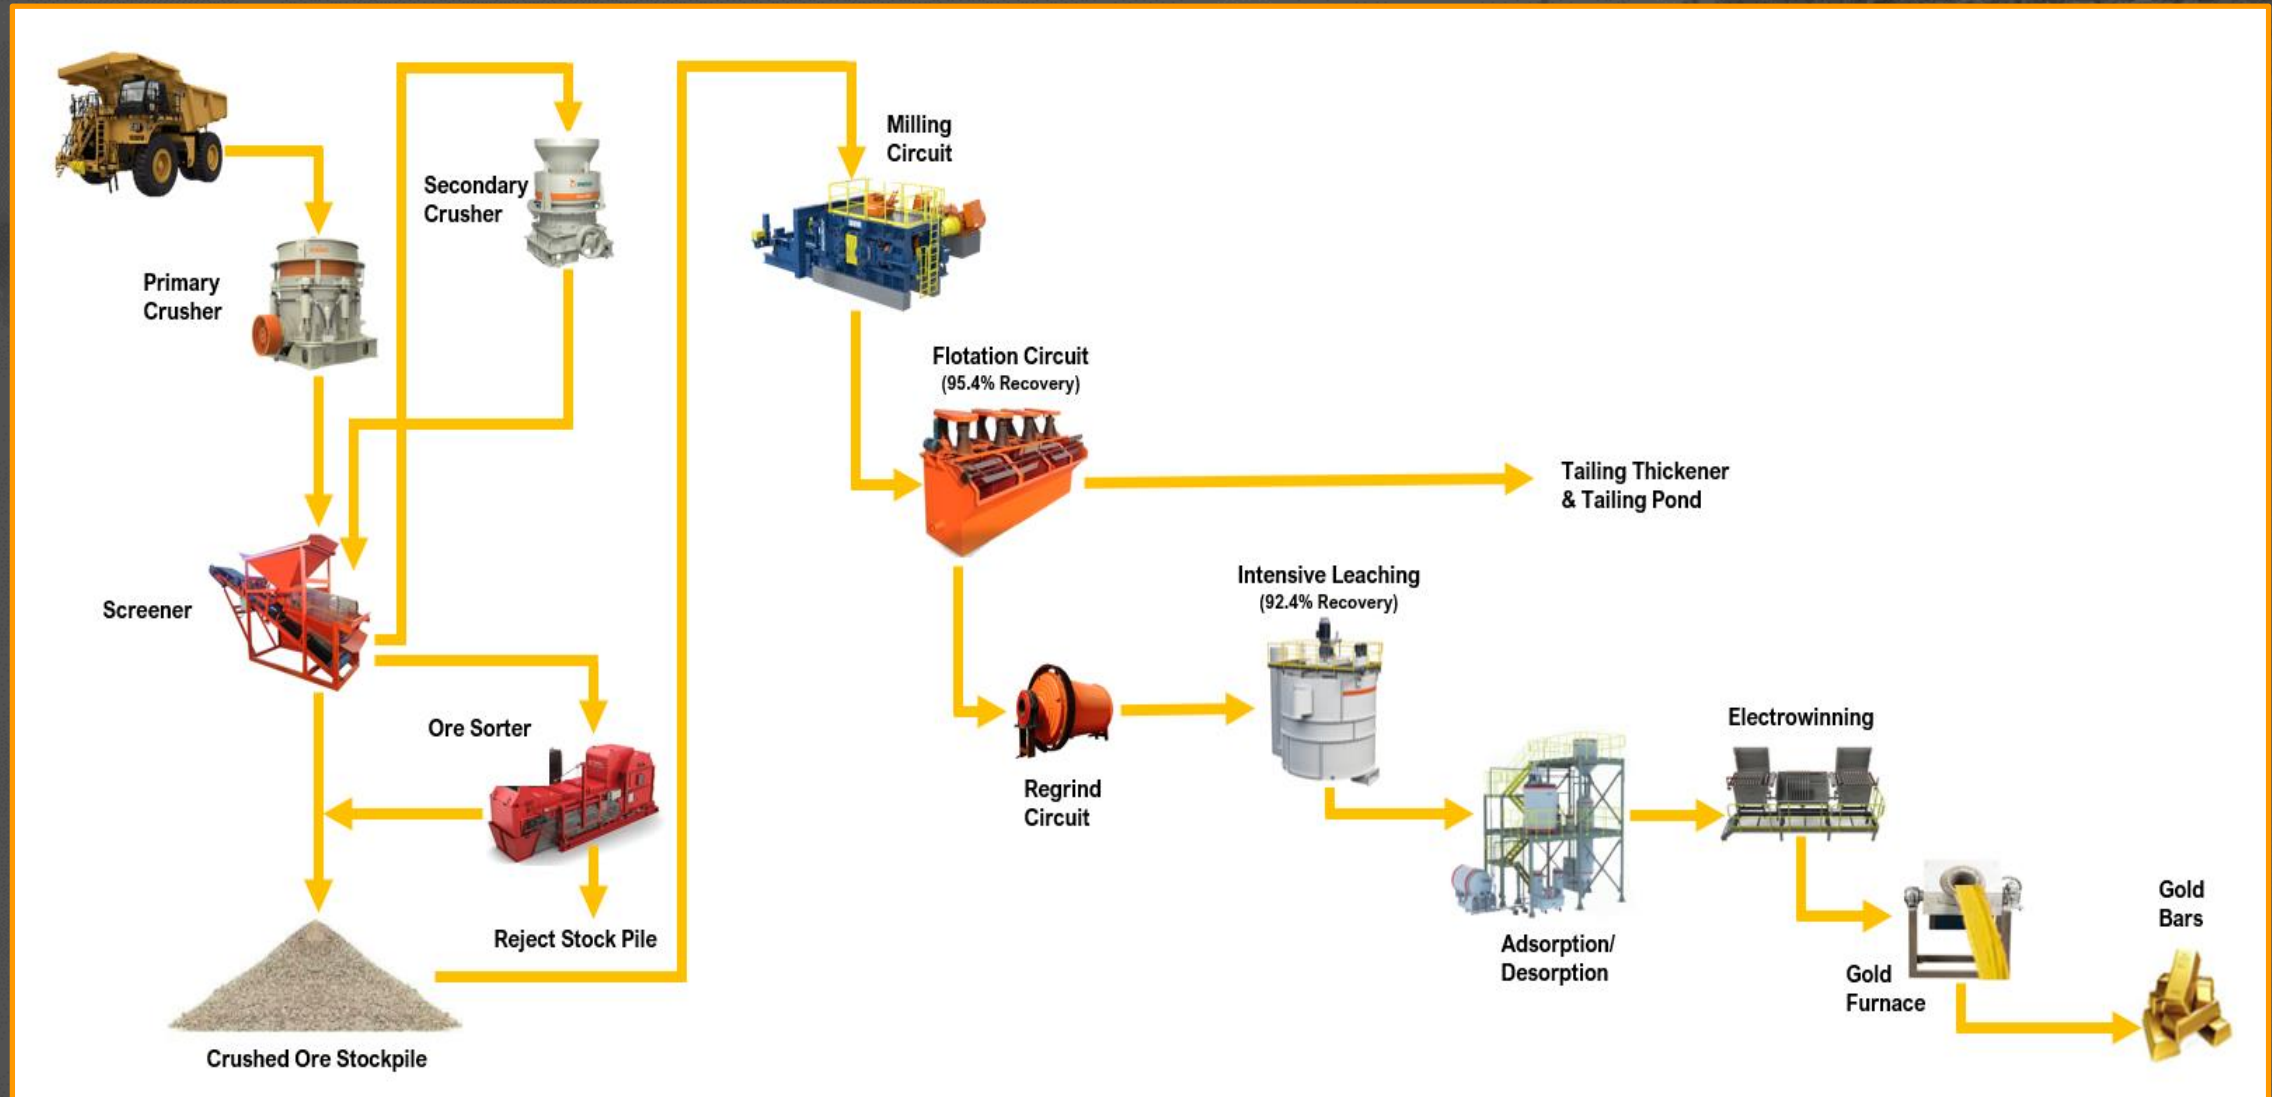 Primary
Crusher
Secondary
Crusher
Screener
Ore Sorter
Reject Stock Pile
Crushed Ore Stockpile
Milling
Circuit
Flotation Circuit
(95.4% Recovery)
Tailing Thickener
& Tailing Pond
Regrind
Circuit
Intensive Leaching
(92.4% Recovery)
Adsorption/
Desorption
Electrowinning
Gold
Furnace
Gold
Bars